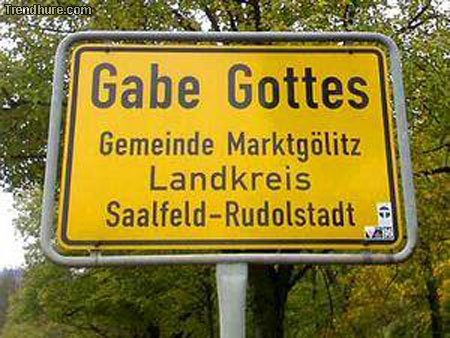 Trendhure.com
Gabe Gottes
Gemeinde Marktgölitz
Landkreis
Saalfeld-Rudolstadt